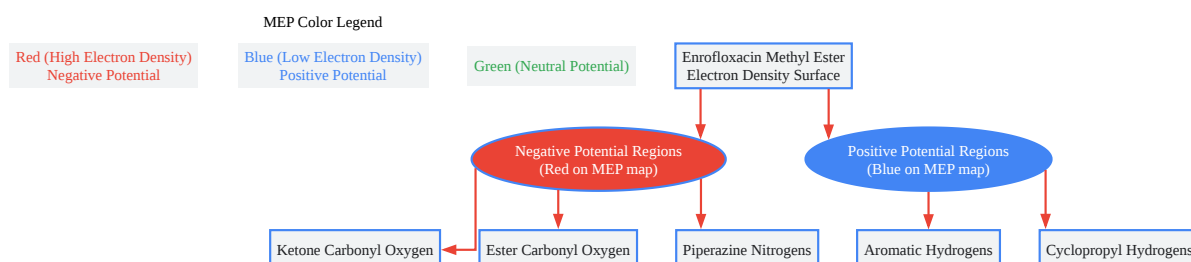 MEP Color Legend
Red (High Electron Density)
Negative Potential
Blue (Low Electron Density)
Positive Potential
Green (Neutral Potential)
Enrofloxacin Methyl Ester
Electron Density Surface
Negative Potential Regions
(Red on MEP map)
Positive Potential Regions
(Blue on MEP map)
Ketone Carbonyl Oxygen
Ester Carbonyl Oxygen
Piperazine Nitrogens
Aromatic Hydrogens
Cyclopropyl Hydrogens